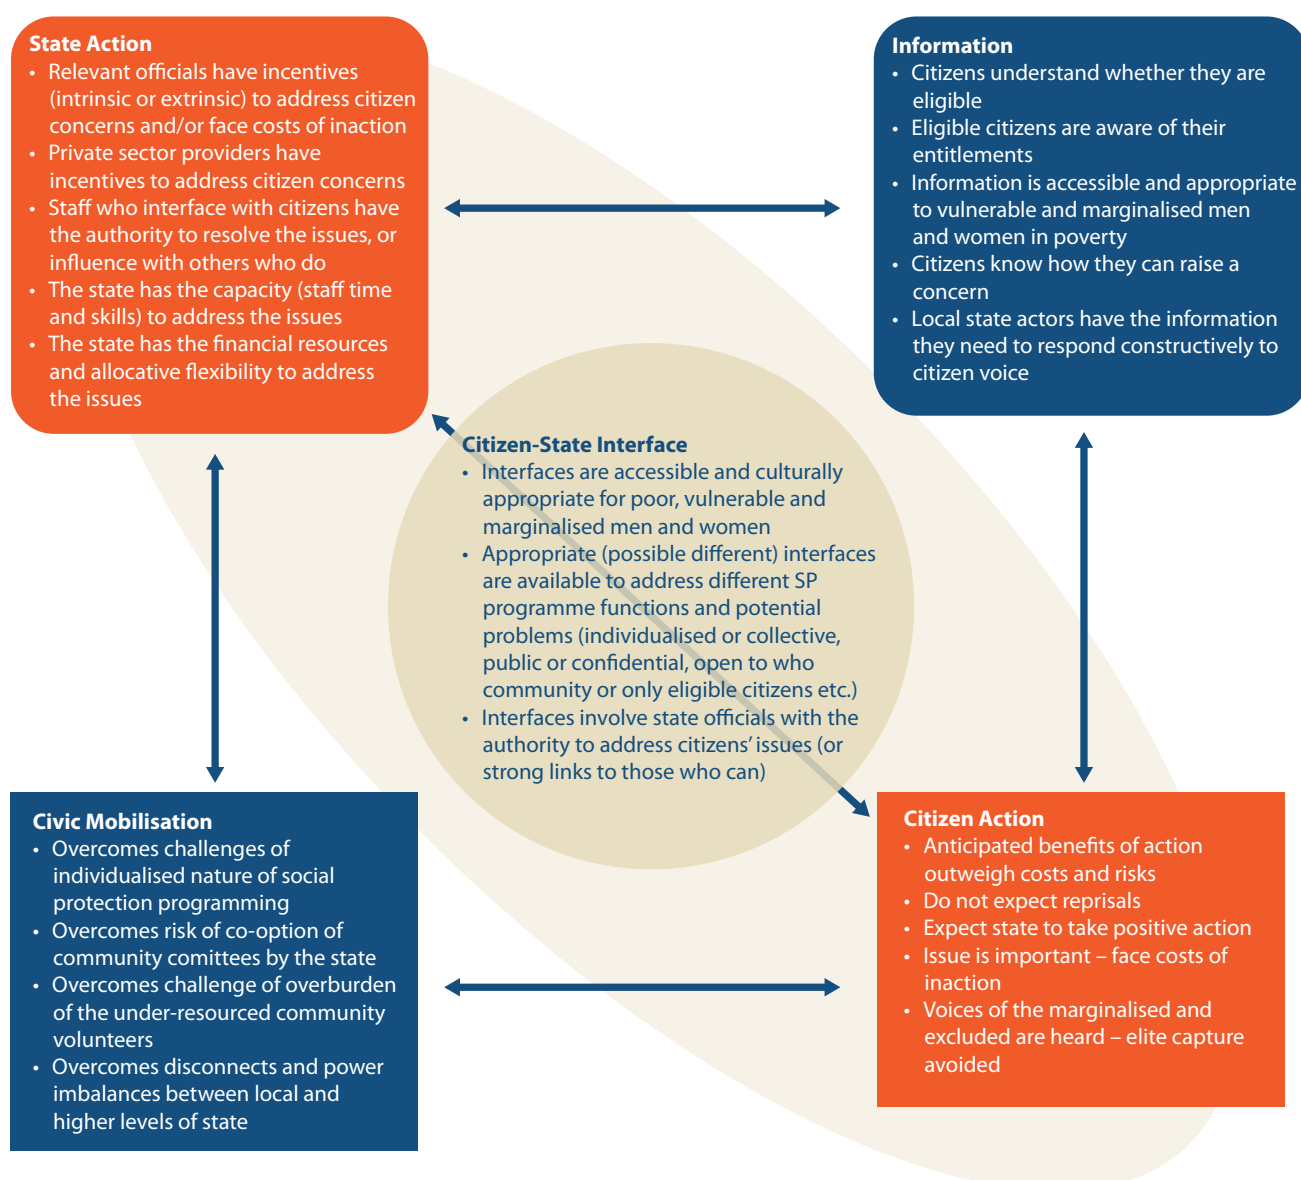 State Action
• Relevant officials have incentives
(intrinsic or extrinsic) to address citizen
concerns and/or face costs of inaction
• Private sector providers have
incentives to address citizen concerns
• Staff who interface with citizens have
the authority to resolve the issues, or
influence with others who do
• The state has the capacity (staff time
and skills) to address the issues
• The state has the financial resources
and allocative flexibility to address
the issues
Information
• Citizens understand whether they are
eligible
• Eligible citizens are aware of their
entitlements
• Information is accessible and appropriate
to vulnerable and marginalised men
and women in poverty
• Citizens know how they can raise a
concern
• Local state actors have the information
they need to respond constructively to
citizen voice
Citizen-State Interface
• Interfaces are accessible and culturally
appropriate for poor, vulnerable and
marginalised men and women
• Appropriate (possible different) interfaces
are available to address different SP
programme functions and potential
problems (individualised or collective,
public or confidential, open to who
community or only eligible citizens etc.)
• Interfaces involve state officials with the
authority to address citizens’ issues (or
strong links to those who can)
Civic Mobilisation
• Overcomes challenges of
individualised nature of social
protection programming
• Overcomes risk of co-option of
community comittees by the state
• Overcomes challenge of overburden
of the under-resourced community
volunteers
• Overcomes disconnects and power
imbalances between local and
higher levels of state
Citizen Action
• Anticipated benefits of action
outweigh costs and risks
• Do not expect reprisals
• Expect state to take positive action
• Issue is important – face costs of
inaction
• Voices of the marginalised and
excluded are heard – elite capture
avoided